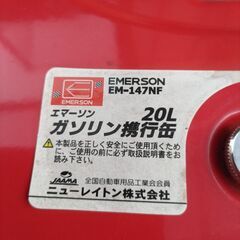 EMERSON
EMERSON
EM-147NF
エマーソン
20L
ガソリン携行缶
本製品を正しく安全にご使用頂くために、ご使用の前に必ず取扱説明書をお読み下さい。
JAAMA
全国自動車用品工業会会員
ニューレイトン株式会社